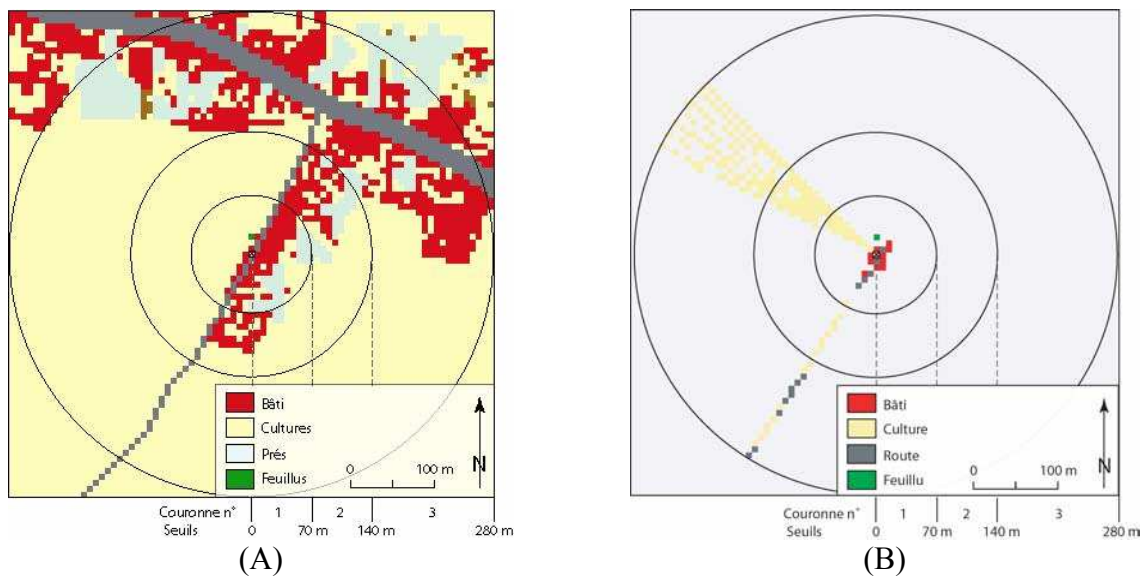 Bâti
Cultures
Prés
Feuillus
0 100 m
N
Couronne n° 1 2 3
Seuils 0 70 m 140 m 280 m
(A)
Bâti
Culture
Route
Feuillu
0 100 m
N
Couronne n° 1 2 3
Seuils 0 70 m 140 m 280 m
(B)